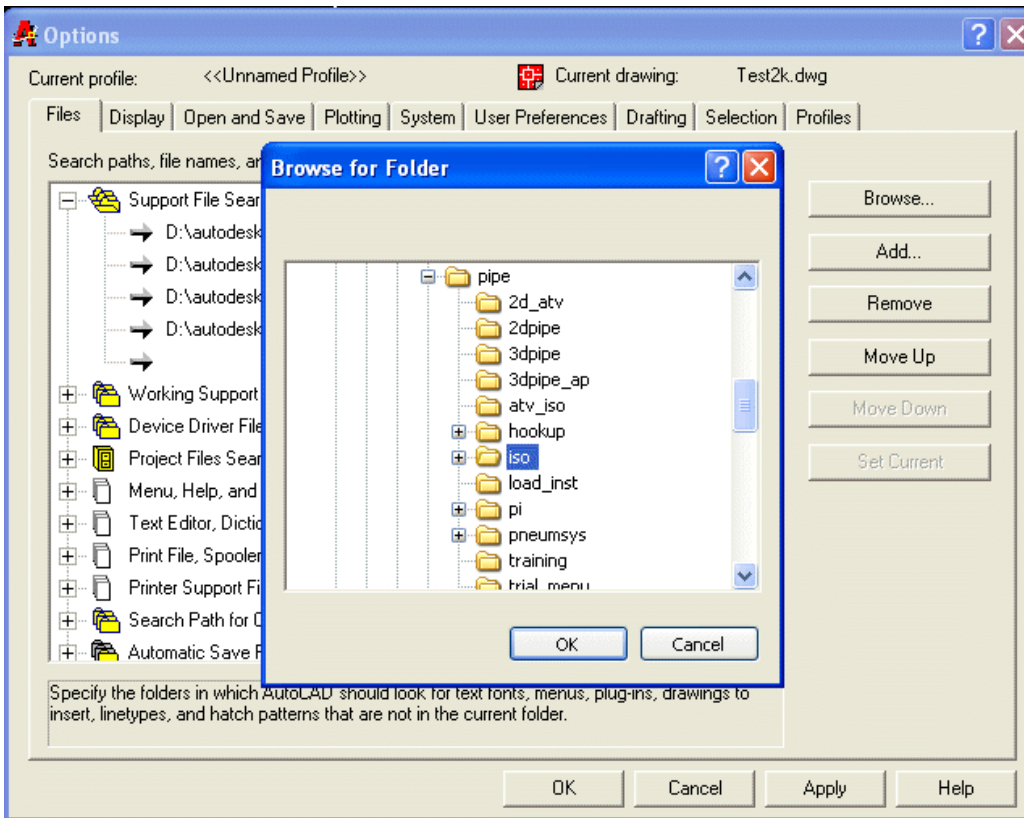 Options
Current profile: <<Unnamed Profile>> Current drawing: Test2k.dwg
Files Display Open and Save Plotting System User Preferences Drafting Selection Profiles
Search paths, file names, an
Support File Sear
D:\autodesk
D:\autodesk
D:\autodesk
D:\autodesk
Working Support
Device Driver File
Project Files Sear
Menu, Help, and
Text Editor, Dictio
Print File, Spooler
Printer Support Fi
Search Path for
Automatic Save F
Browse for Folder
pipe
2d_atv
2dpipe
3dpipe
3dpipe_ap
atv_iso
hookup
iso
load_inst
pi
pneumsys
training
trial_menu
OK Cancel
Browse...
Add...
Remove
Move Up
Move Down
Set Current
Specify the folders in which AutoCAD should look for text fonts, menus, plug-ins, drawings to
insert, linetypes, and hatch patterns that are not in the current folder.
OK Cancel Apply Help